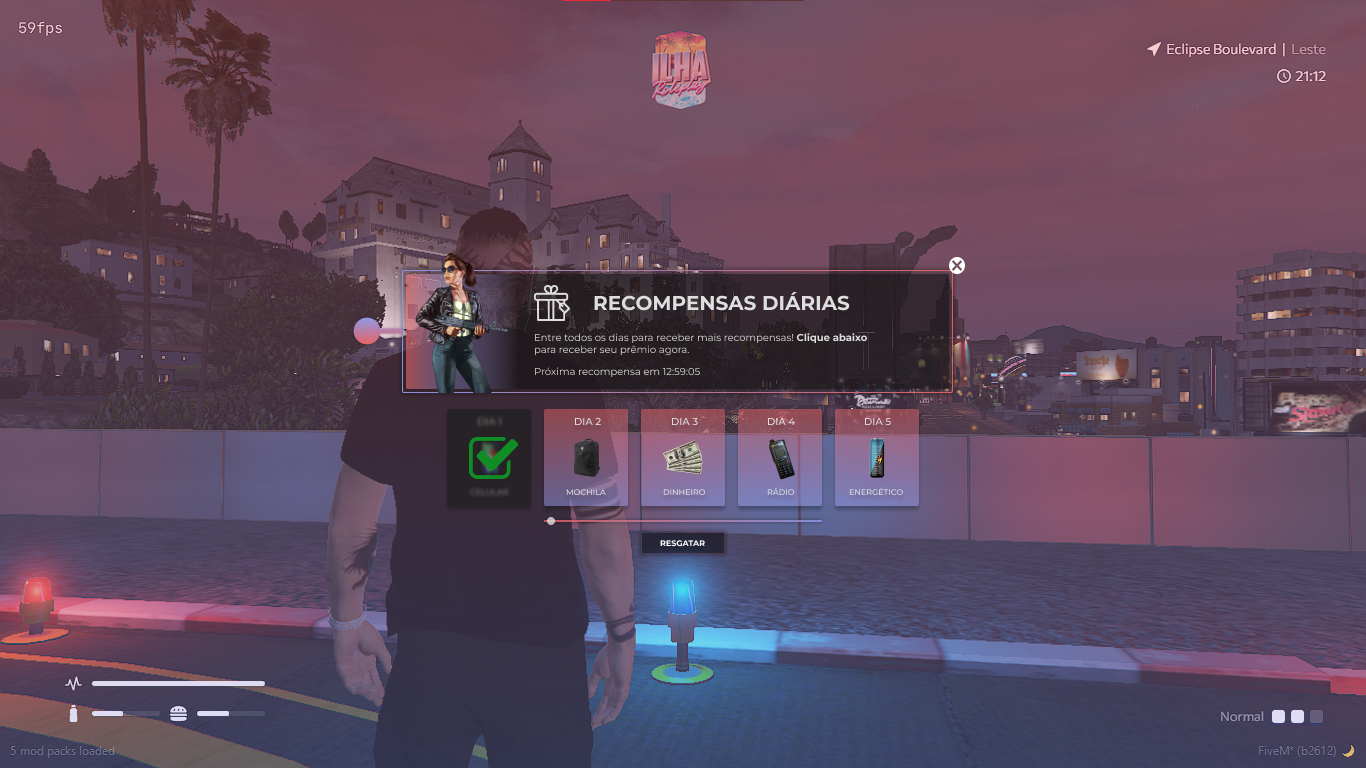 59fps
ILHA
Roleplay
Eclipse Boulevard | Leste
21:12
RECOMPENSAS DIÁRIAS
Entre todos os dias para receber mais recompensas! Clique abaixo
para receber seu prêmio agora.
Próxima recompensa em 12:59:05
DIA 1
CELULAR
DIA 2
MOCHILA
DIA 3
DINHEIRO
DIA 4
RÁDIO
DIA 5
ENERGÉTICO
RESGATAR
Normal
5 mod packs loaded
FiveM* (b2612)